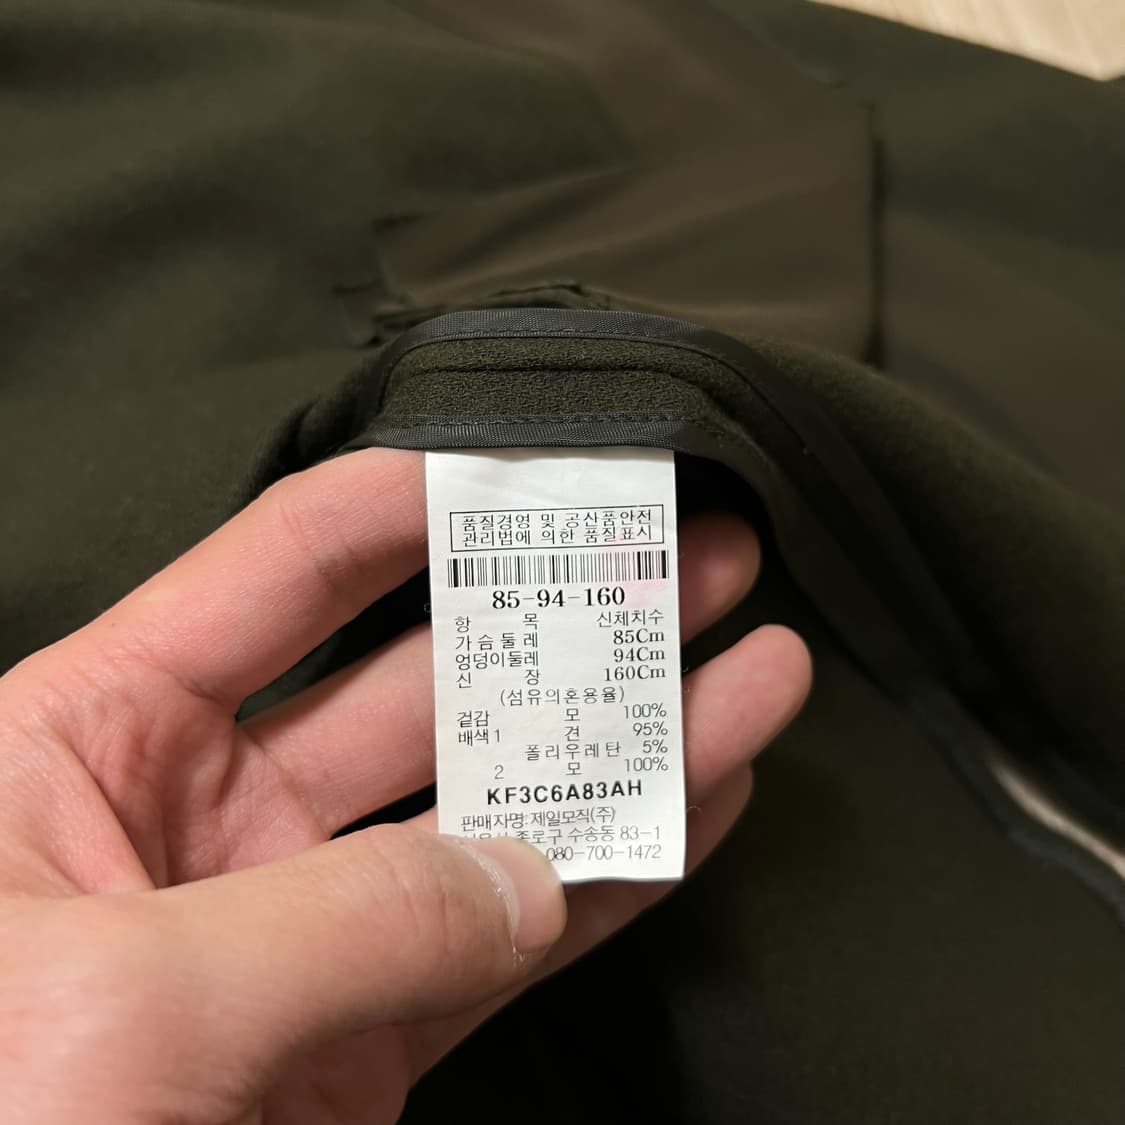 품질경영 및 공산품안전
관리법에 의한 품질표시
85-94-160
항 목 신체치수
가슴둘레 85Cm
엉덩이둘레 94Cm
신 장 160Cm
(섬유의혼용율)
겉감 모 100%
배색1 견 95%
폴리우레탄 5%
2 모 100%
KF3C6A83AH
판매자명:제일모직(주)
종로구 수송동 83-1
080-700-1472